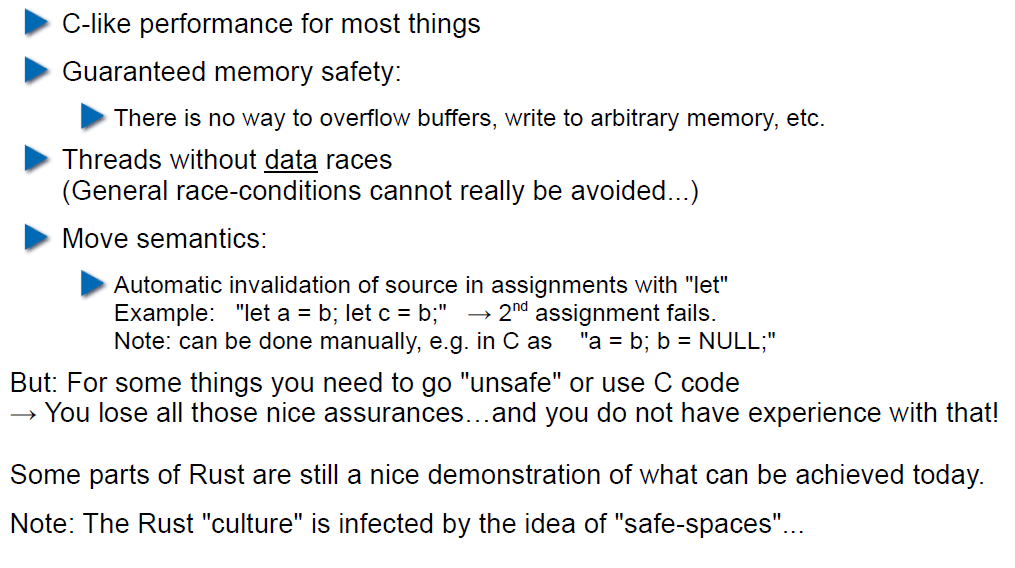 C-like performance for most things
Guaranteed memory safety:
There is no way to overflow buffers, write to arbitrary memory, etc.
Threads without data races
(General race-conditions cannot really be avoided...)
Move semantics:
Automatic invalidation of source in assignments with "let"
Example: "let a = b; let c = b;" → 2nd assignment fails.
Note: can be done manually, e.g. in C as "a = b; b = NULL;"
But: For some things you need to go "unsafe" or use C code
→ You lose all those nice assurances...and you do not have experience with that!
Some parts of Rust are still a nice demonstration of what can be achieved today.
Note: The Rust "culture" is infected by the idea of "safe-spaces"...